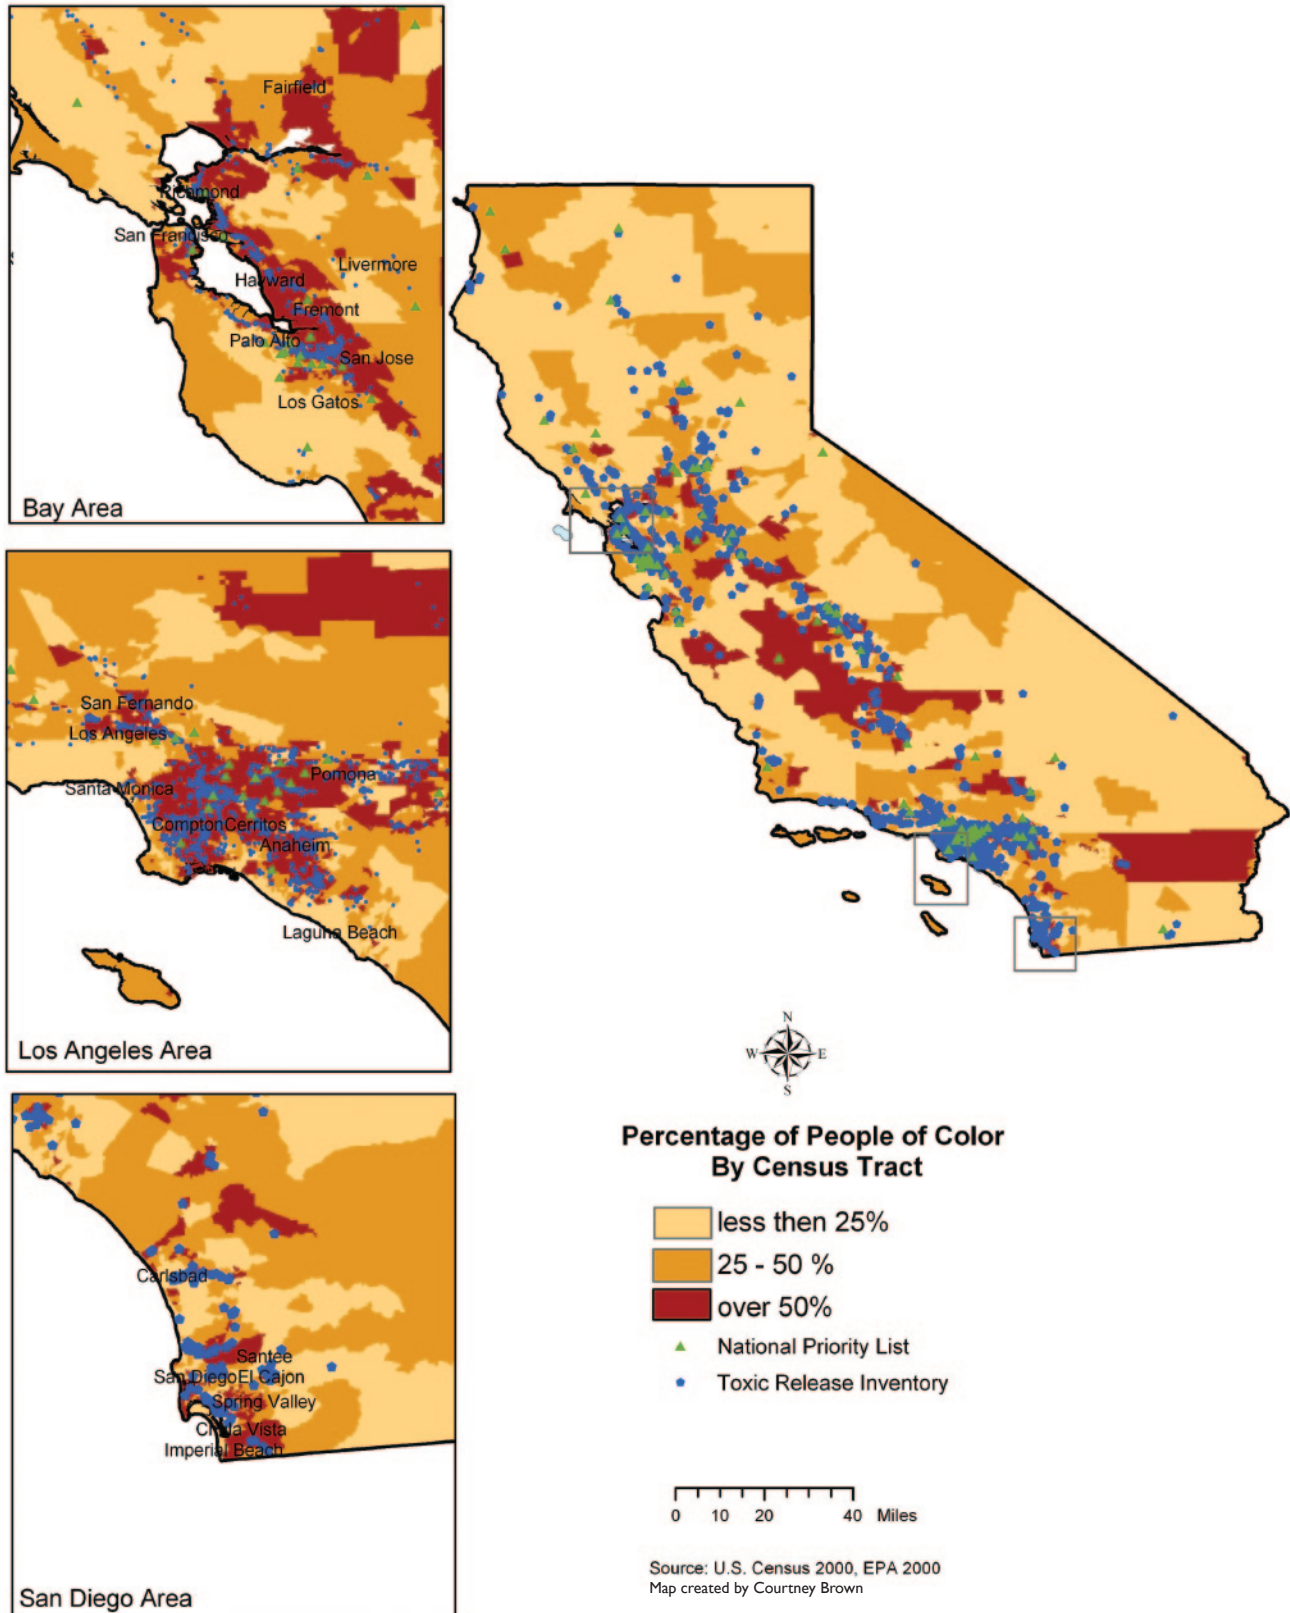 Fairfield
Richmond
San Francisco
Livermore
Hayward
Fremont
Palo Alto
San Jose
Los Gatos
Bay Area
San Fernando
Los Angeles
Pomona
Santa Monica
Compton Cerritos
Anaheim
Laguna Beach
Los Angeles Area
Carlsbad
Santee
San Diego El Cajon
Spring Valley
Chula Vista
Imperial Beach
San Diego Area
N
W E
S
Percentage of People of Color
By Census Tract
less then 25%
25 - 50 %
over 50%
National Priority List
Toxic Release Inventory
0 10 20 40 Miles
Source: U.S. Census 2000, EPA 2000
Map created by Courtney Brown